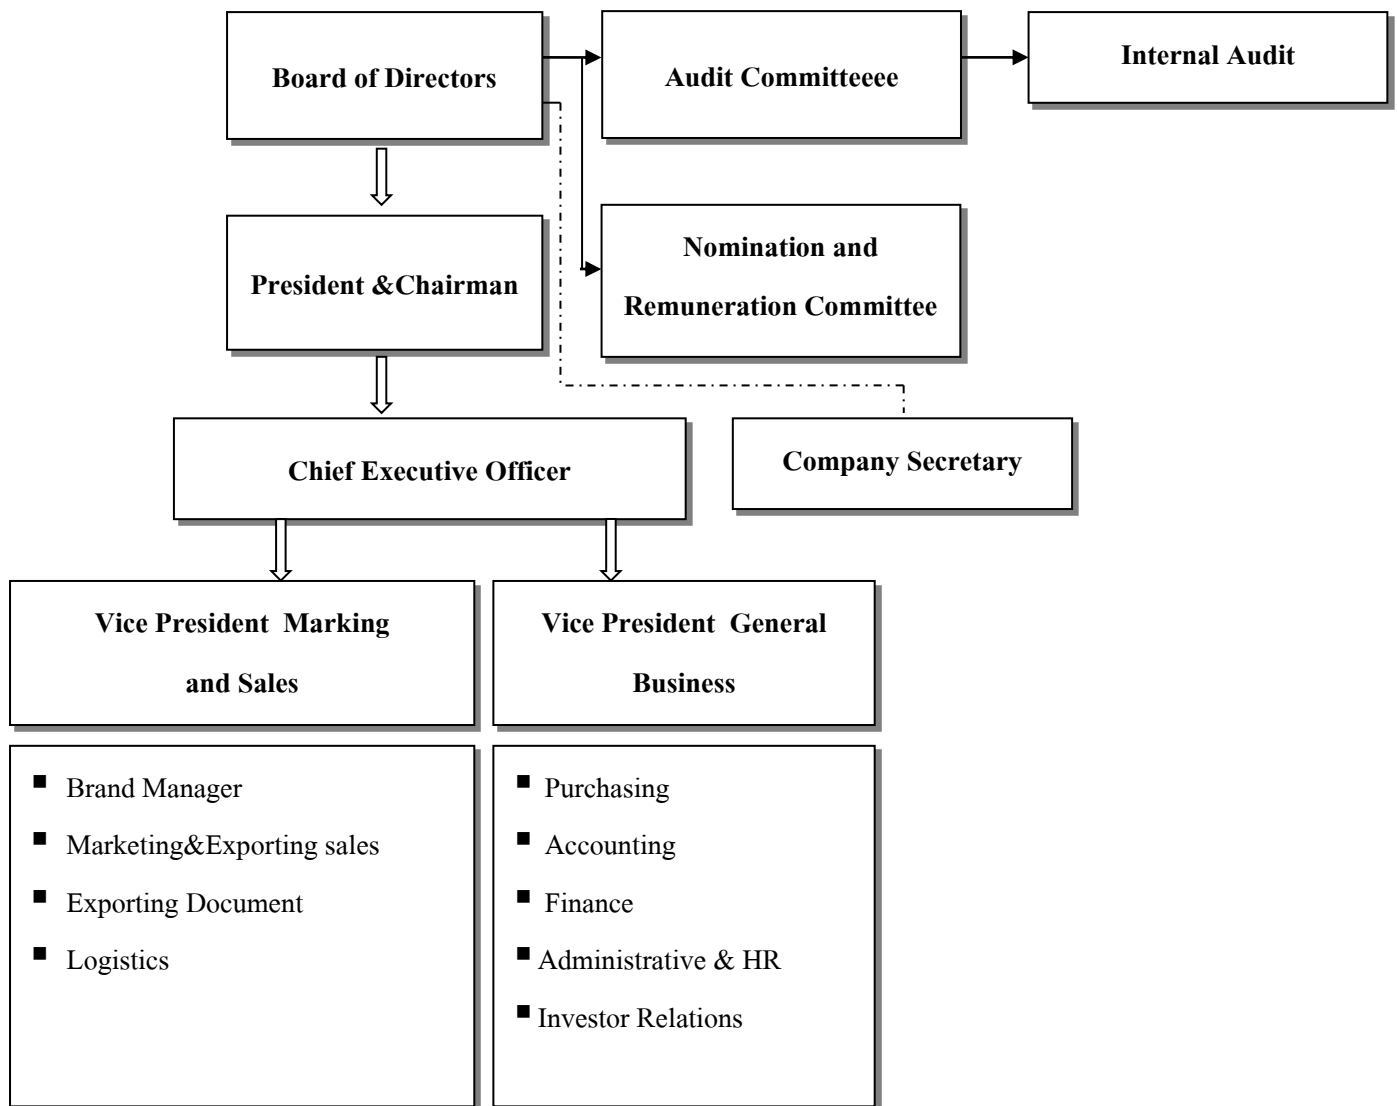 Board of Directors
Audit Committeeee
Internal Audit
President &Chairman
Nomination and
Remuneration Committee
Chief Executive Officer
Company Secretary
Vice President  Marking
and Sales
Vice President  General
Business
▪ Brand Manager
▪ Marketing&Exporting sales
▪ Exporting Document
▪ Logistics
▪ Purchasing
▪ Accounting
▪ Finance
▪ Administrative & HR
▪ Investor Relations